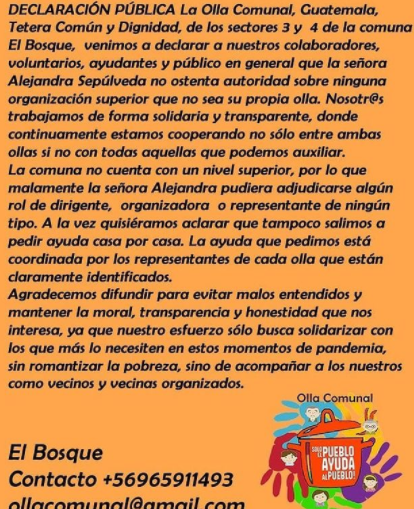 DECLARACIÓN PÚBLICA La Olla Comunal, Guatemala,
Tetera Común y Dignidad, de los sectores 3 y 4 de la comuna
El Bosque, venimos a declarar a nuestros colaboradores,
voluntarios, ayudantes y público en general que la señora
Alejandra Sepúlveda no ostenta autoridad sobre ninguna
organización superior que no sea su propia olla. Nosotr@s
trabajamos de forma solidaria y transparente, donde
continuamente estamos cooperando no sólo entre ambas
ollas si no con todas aquellas que podemos auxiliar.
La comuna no cuenta con un nivel superior, por lo que
malamente la señora Alejandra pudiera adjudicarse algún
rol de dirigente, organizadora o representante de ningún
tipo. A la vez quisiéramos aclarar que tampoco salimos a
pedir ayuda casa por casa. La ayuda que pedimos está
coordinada por los representantes de cada olla que están
claramente identificados.
Agradecemos difundir para evitar malos entendidos y
mantener la moral, transparencia y honestidad que nos
interesa, ya que nuestro esfuerzo sólo busca solidarizar con
los que más lo necesiten en estos momentos de pandemia,
sin romantizar la pobreza, sino de acompañar a los nuestros
como vecinos y vecinas organizados.
Olla Comunal
SOLO
EL PUEBLO
AYUDA
AL PUEBLO!
El Bosque
Contacto +56965911493
ollacomunal@gmail.com